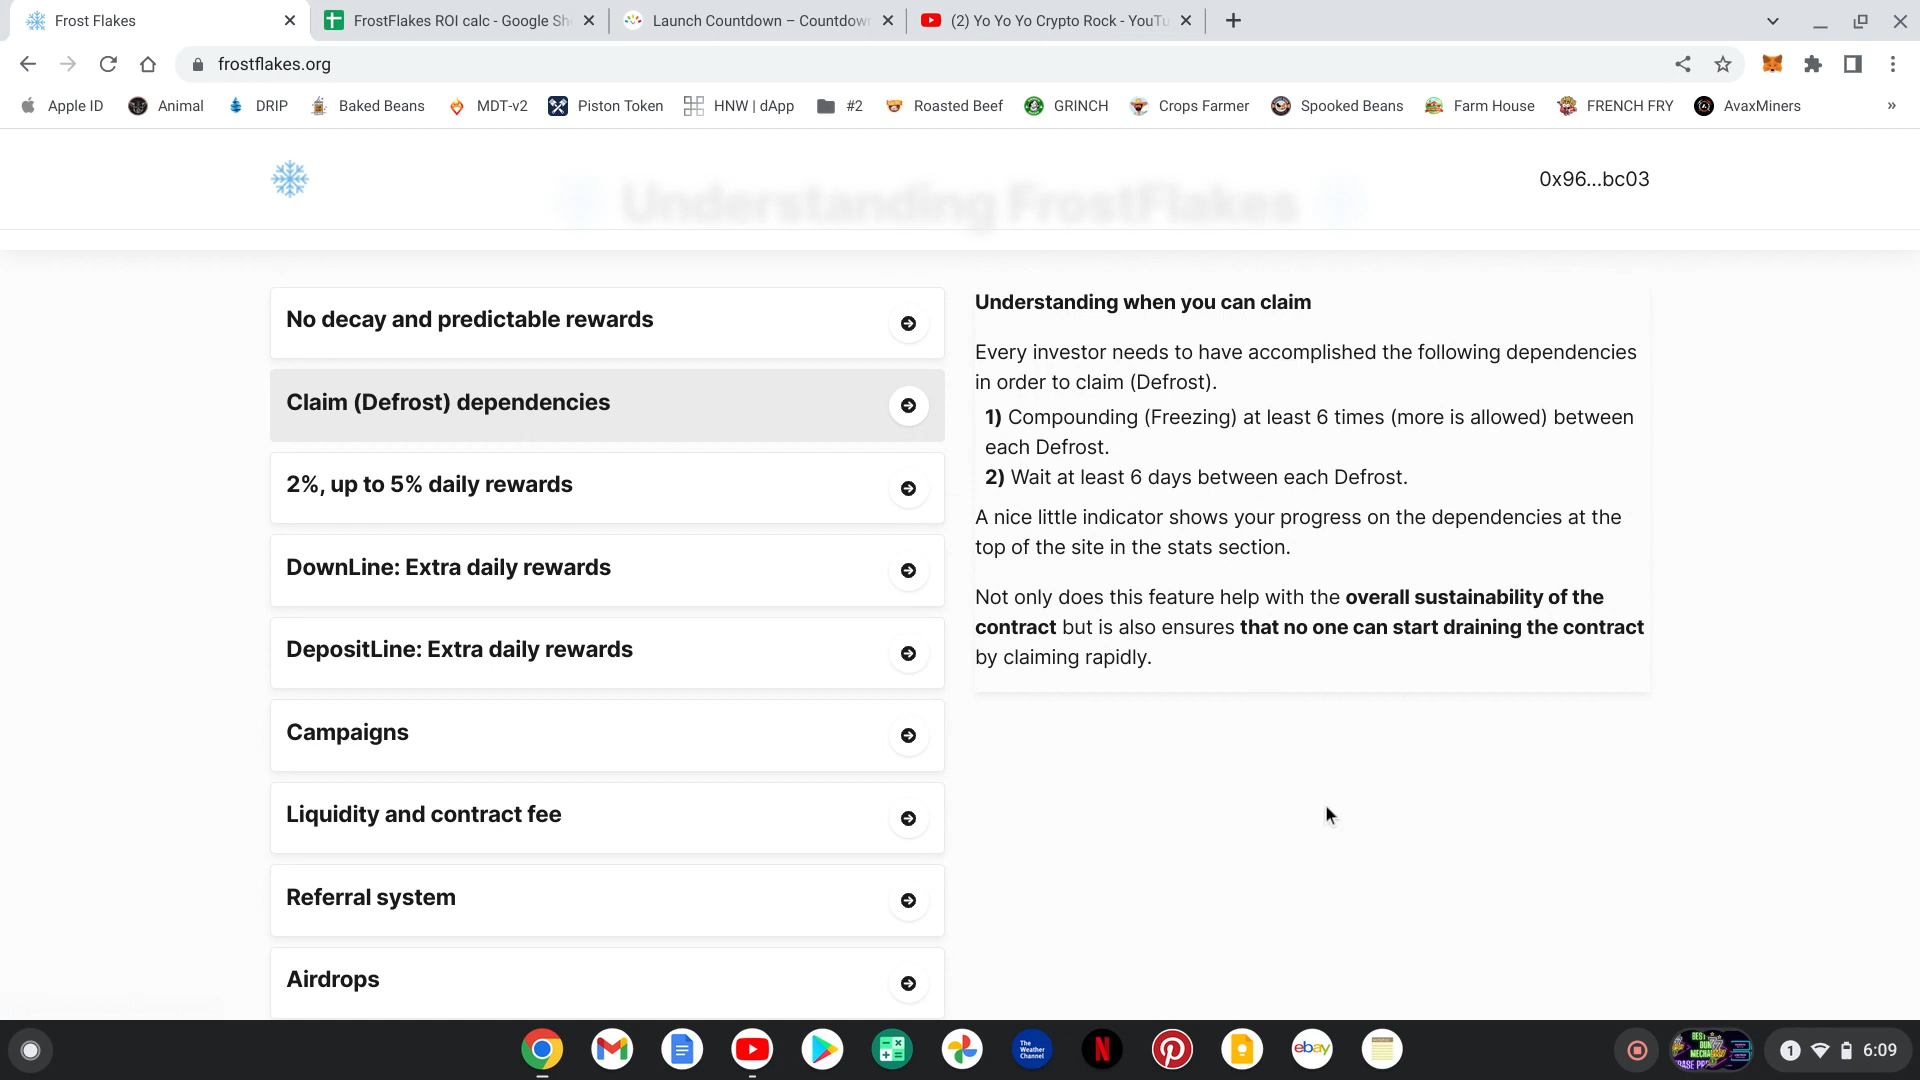 Frost Flakes
FrostFlakes ROI calc - Google Sh
Launch Countdown – Countdow
(2) Yo Yo Yo Crypto Rock - YouTu
frostflakes.org
Apple ID
Animal
DRIP
Baked Beans
MDT-v2
Piston Token
HNW | dApp
#2
Roasted Beef
GRINCH
Crops Farmer
Spooked Beans
Farm House
FRENCH FRY
AvaxMiners
»
Understanding FrostFlakes
0x96...bc03
No decay and predictable rewards
Claim (Defrost) dependencies
2%, up to 5% daily rewards
DownLine: Extra daily rewards
DepositLine: Extra daily rewards
Campaigns
Liquidity and contract fee
Referral system
Airdrops
Understanding when you can claim
Every investor needs to have accomplished the following dependencies
in order to claim (Defrost).
1) Compounding (Freezing) at least 6 times (more is allowed) between
each Defrost.
2) Wait at least 6 days between each Defrost.
A nice little indicator shows your progress on the dependencies at the
top of the site in the stats section.
Not only does this feature help with the overall sustainability of the
contract but is also ensures that no one can start draining the contract
by claiming rapidly.
The
Weather
Channel
N
ebay
1
6:09